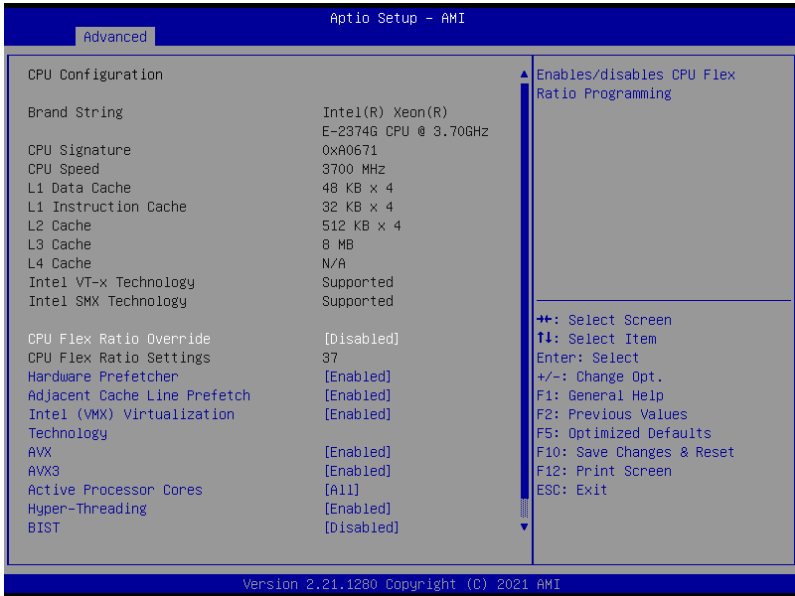 Aptio Setup - AMI
Advanced
CPU Configuration
Brand String Intel(R) Xeon(R)
E-2374G CPU @ 3.70GHz
CPU Signature 0xA0671
CPU Speed 3700 MHz
L1 Data Cache 48 KB x 4
L1 Instruction Cache 32 KB x 4
L2 Cache 512 KB x 4
L3 Cache 8 MB
L4 Cache N/A
Intel VT-x Technology Supported
Intel SMX Technology Supported
CPU Flex Ratio Override [Disabled]
CPU Flex Ratio Settings 37
Hardware Prefetcher [Enabled]
Adjacent Cache Line Prefetch [Enabled]
Intel (VMX) Virtualization [Enabled]
Technology
AVX [Enabled]
AVX3 [Enabled]
Active Processor Cores [All]
Hyper-Threading [Enabled]
BIST [Disabled]
Enables/disables CPU Flex
Ratio Programming
→←: Select Screen
↑↓: Select Item
Enter: Select
+/-: Change Opt.
F1: General Help
F2: Previous Values
F5: Optimized Defaults
F10: Save Changes & Reset
F12: Print Screen
ESC: Exit
Version 2.21.1280 Copyright (C) 2021 AMI